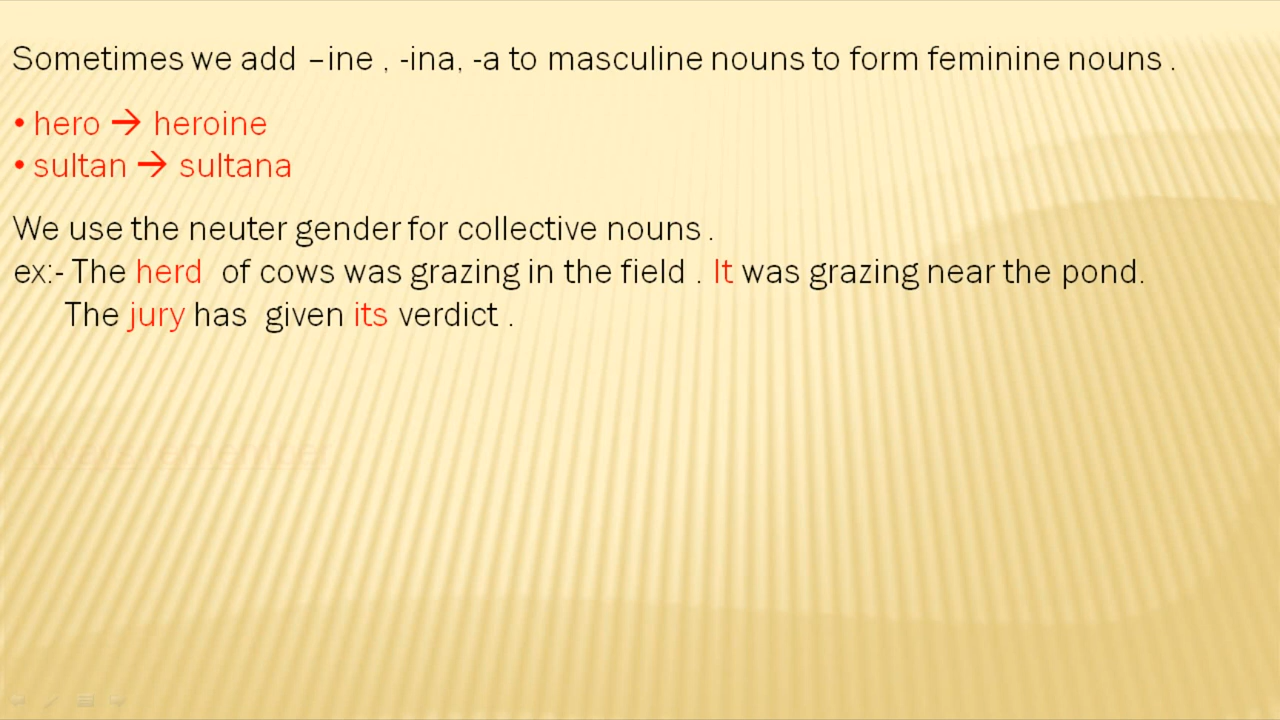 Sometimes we add –ine , -ina, -a to masculine nouns to form feminine nouns .
• hero → heroine
• sultan → sultana
We use the neuter gender for collective nouns .
ex:- The herd of cows was grazing in the field . It was grazing near the pond.
The jury has given its verdict .